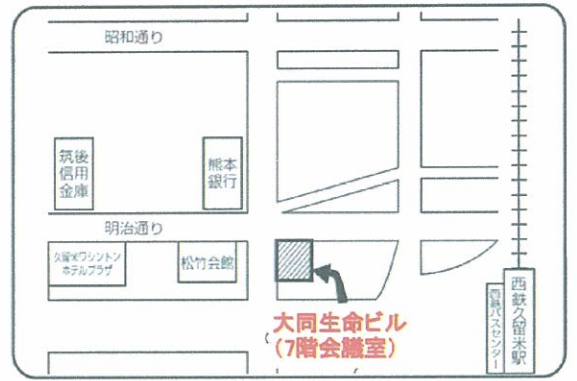 昭和通り
筑後
信用
金庫
熊本
銀行
明治通り
久留米ワシントン
ホテルプラザ
松竹会館
大同生命ビル
(7階会議室)
西鉄バスセンター
西鉄久留米駅